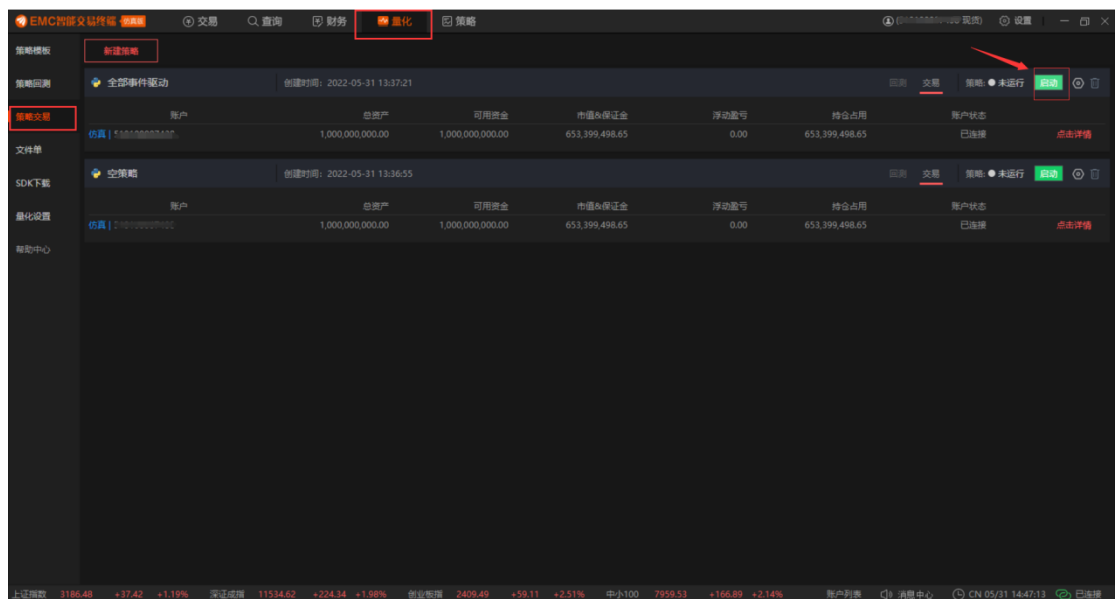 EMC智能交易终端 仿真版 交易 查询 财务 量化 策略 现货) 设置
策略模板 新建策略
策略回测 全部事件驱动 创建时间：2022-05-31 13:37:21 回测 交易 策略: 未运行 启动
策略交易 账户 总资产 可用资金 市值&保证金 浮动盈亏 持仓占用 账户状态
仿真 | 1,000,000,000.00 1,000,000,000.00 653,399,498.65 0.00 653,399,498.65 已连接 点击详情
文件单
SDK下载 空策略 创建时间：2022-05-31 13:36:55 回测 交易 策略: 未运行 启动
量化设置 账户 总资产 可用资金 市值&保证金 浮动盈亏 持仓占用 账户状态
仿真 | 1,000,000,000.00 1,000,000,000.00 653,399,498.65 0.00 653,399,498.65 已连接 点击详情
帮助中心
上证指数 3186.48 +37.42 +1.19% 深证成指 11534.62 +224.34 +1.98% 创业板指 2409.49 +59.11 +2.51% 中小100 7959.53 +166.89 +2.14% 账户列表 消息中心 CN 05/31 14:47:13 已连接